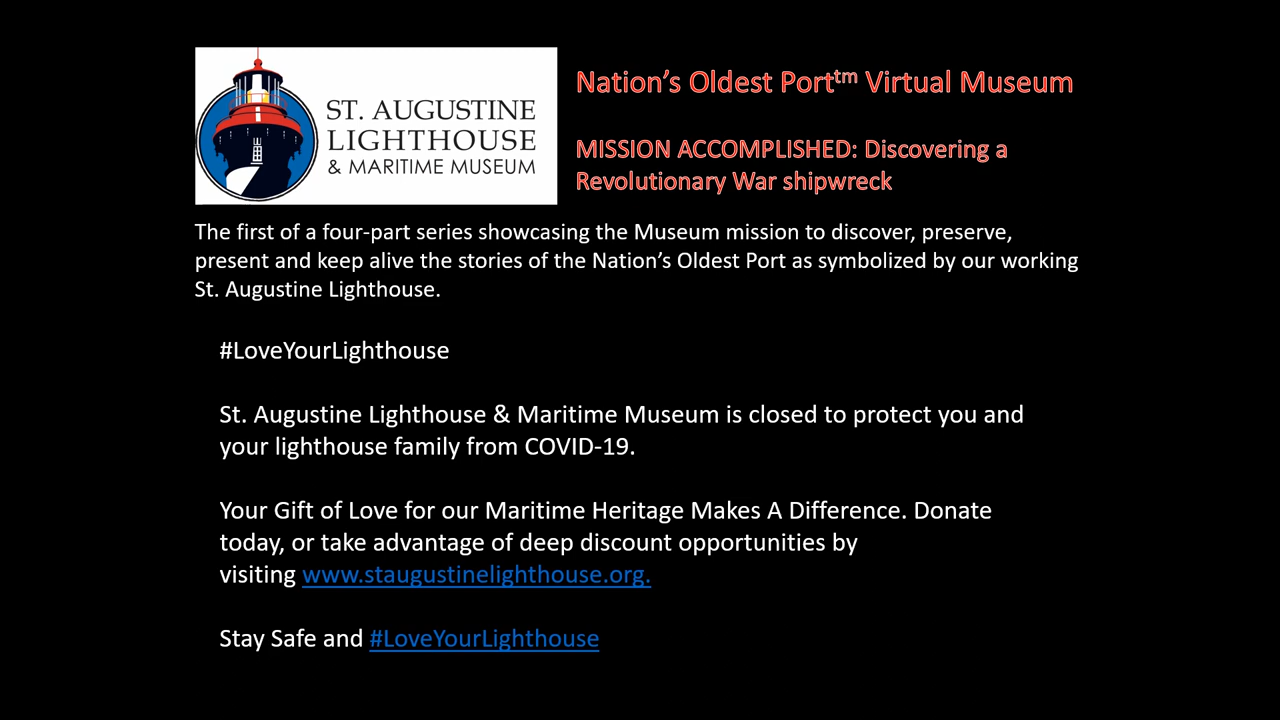 ST. AUGUSTINE
LIGHTHOUSE
& MARITIME MUSEUM
Nation’s Oldest Porttm Virtual Museum
MISSION ACCOMPLISHED: Discovering a
Revolutionary War shipwreck
The first of a four-part series showcasing the Museum mission to discover, preserve,
present and keep alive the stories of the Nation’s Oldest Port as symbolized by our working
St. Augustine Lighthouse.
#LoveYourLighthouse
St. Augustine Lighthouse & Maritime Museum is closed to protect you and
your lighthouse family from COVID-19.
Your Gift of Love for our Maritime Heritage Makes A Difference. Donate
today, or take advantage of deep discount opportunities by
visiting www.staugustinelighthouse.org.
Stay Safe and #LoveYourLighthouse